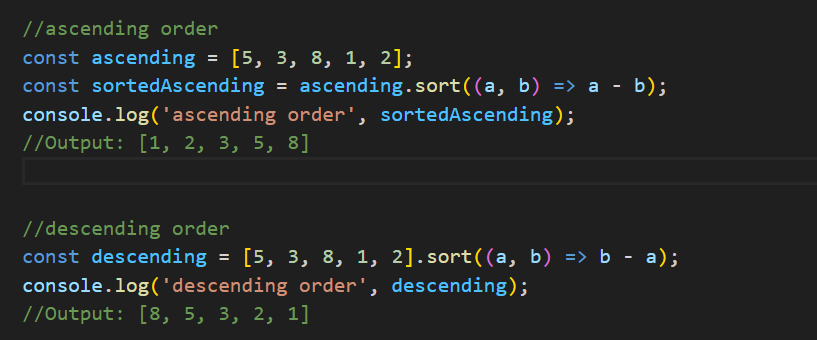 //ascending order
const ascending = [5, 3, 8, 1, 2];
const sortedAscending = ascending.sort((a, b) => a - b);
console.log('ascending order', sortedAscending);
//Output: [1, 2, 3, 5, 8]
//descending order
const descending = [5, 3, 8, 1, 2].sort((a, b) => b - a);
console.log('descending order', descending);
//Output: [8, 5, 3, 2, 1]